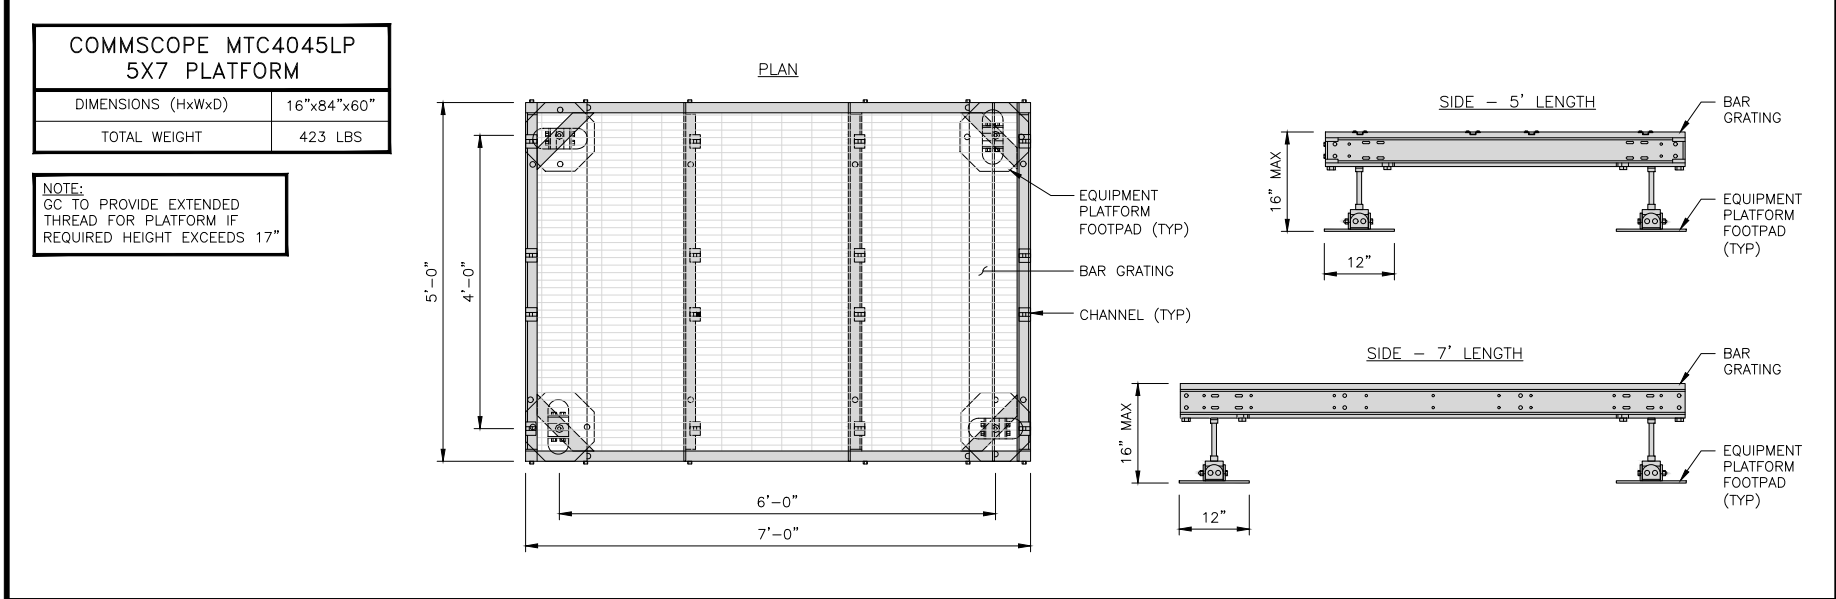 COMMSCOPE MTC4045LP
5X7 PLATFORM
DIMENSIONS (HxWxD) 16"x84"x60"
TOTAL WEIGHT 423 LBS
NOTE:
GC TO PROVIDE EXTENDED
THREAD FOR PLATFORM IF
REQUIRED HEIGHT EXCEEDS 17"
PLAN
5'-0"
4'-0"
EQUIPMENT
PLATFORM
FOOTPAD (TYP)
BAR GRATING
CHANNEL (TYP)
6'-0"
7'-0"
SIDE - 5' LENGTH
BAR
GRATING
16" MAX
EQUIPMENT
PLATFORM
FOOTPAD
(TYP)
12"
SIDE - 7' LENGTH
BAR
GRATING
16" MAX
EQUIPMENT
PLATFORM
FOOTPAD
(TYP)
12"